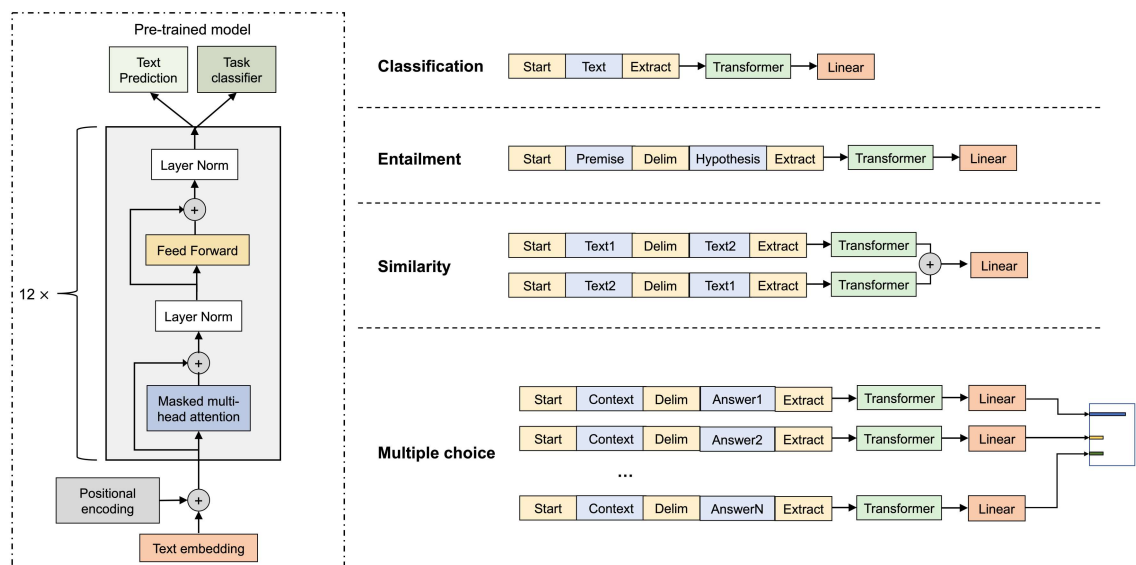 Pre-trained model
Text
Prediction
Task
classifier
Layer Norm
+
Feed Forward
12 ×
Layer Norm
+
Masked multi-
head attention
Positional
encoding
+
Text embedding
Classification
Start Text Extract Transformer Linear
Entailment
Start Premise Delim Hypothesis Extract Transformer Linear
Similarity
Start Text1 Delim Text2 Extract Transformer
+
Linear
Start Text2 Delim Text1 Extract Transformer
Multiple choice
Start Context Delim Answer1 Extract Transformer Linear
Start Context Delim Answer2 Extract Transformer Linear
...
Start Context Delim AnswerN Extract Transformer Linear